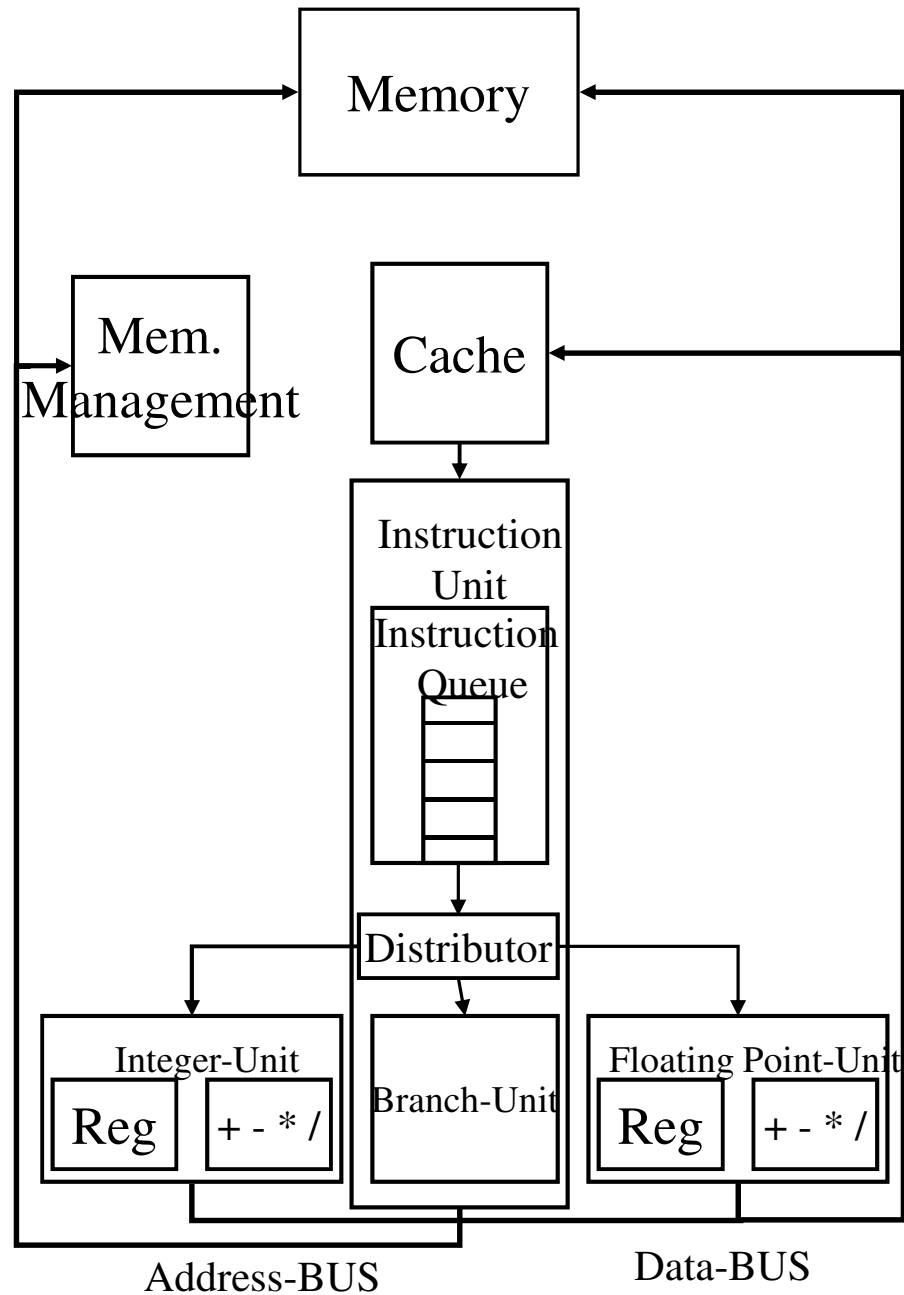 Memory
Mem.
Management
Cache
Instruction
Unit
Instruction
Queue
Distributor
Integer-Unit
Reg
+ - * /
Branch-Unit
Floating Point-Unit
Reg
+ - * /
Address-BUS
Data-BUS